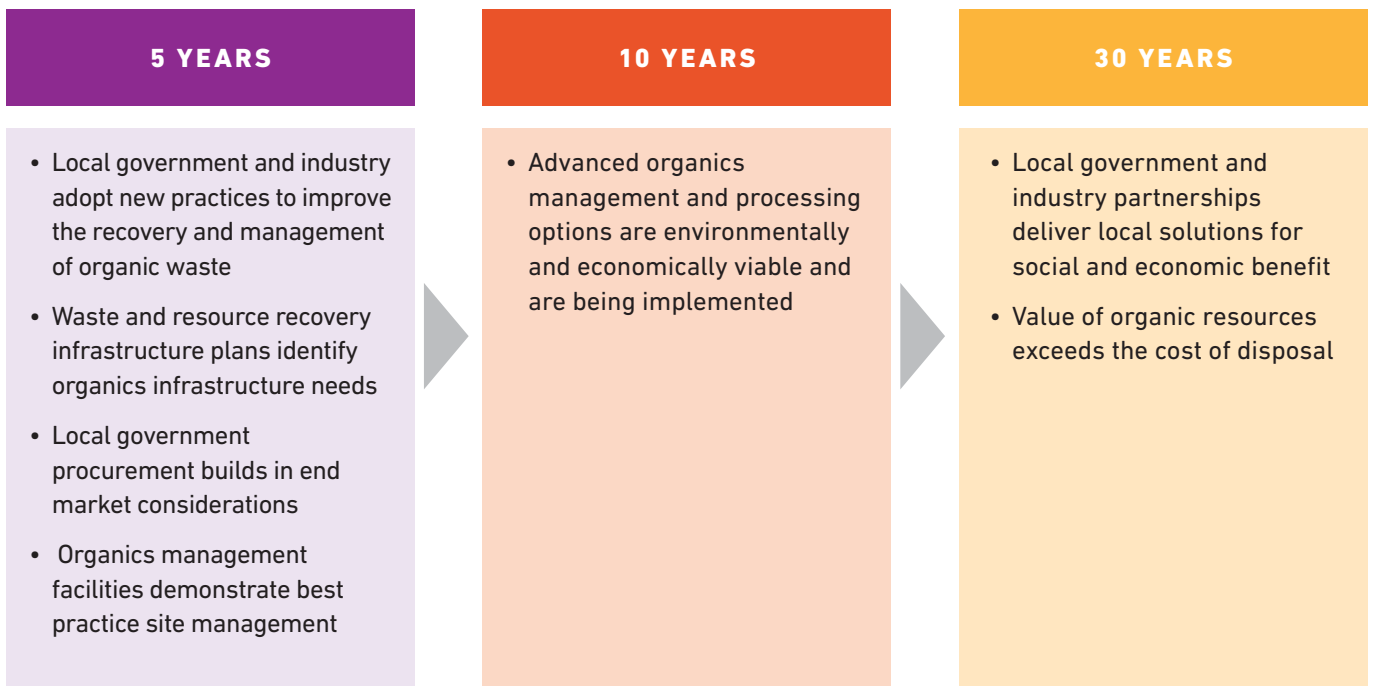 5 YEARS
• Local government and industry
adopt new practices to improve
the recovery and management
of organic waste
• Waste and resource recovery
infrastructure plans identify
organics infrastructure needs
• Local government
procurement builds in end
market considerations
• Organics management
facilities demonstrate best
practice site management
10 YEARS
• Advanced organics
management and processing
options are environmentally
and economically viable and
are being implemented
30 YEARS
• Local government and
industry partnerships
deliver local solutions for
social and economic benefit
• Value of organic resources
exceeds the cost of disposal